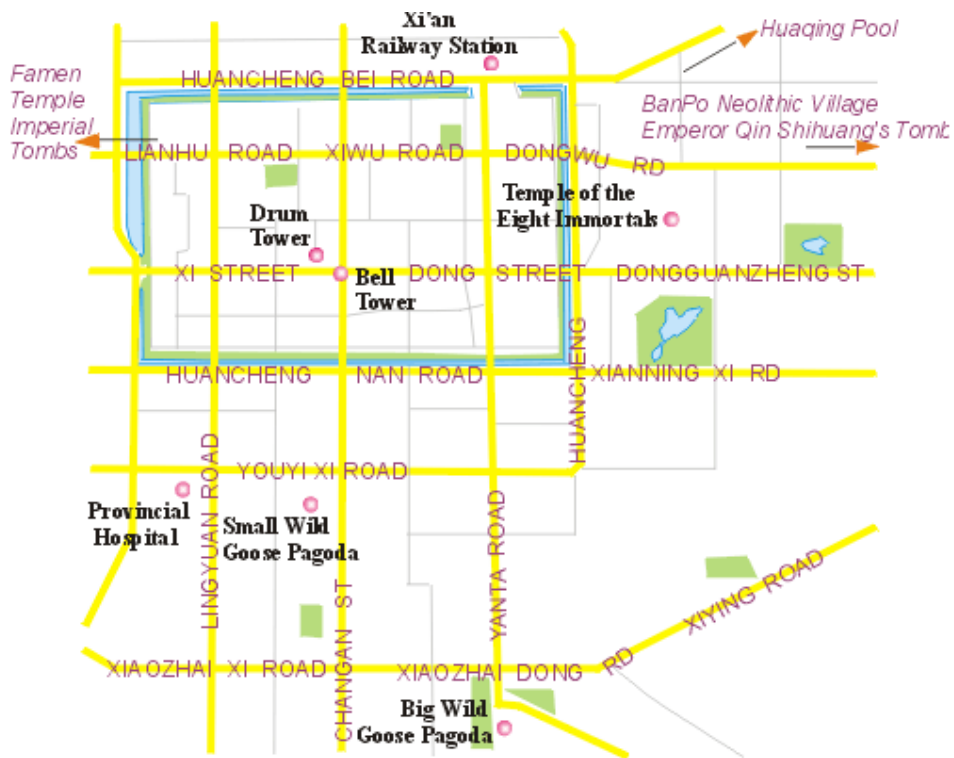 Xi'an
Railway Station
Huaqing Pool
Famen
Temple
Imperial
Tombs
HUANCHENG BEI ROAD
BanPo Neolithic Village
Emperor Qin Shihuang's Tomb
LIANHU ROAD
XIWU ROAD
DONGWU RD
Temple of the
Eight Immortals
Drum
Tower
XI STREET
Bell
Tower
DONG STREET
DONGGUANZHENG ST
HUANCHENG
HUANCHENG NAN ROAD
XIANNING XI RD
YOUYI XI ROAD
LINGYUAN ROAD
Provincial
Hospital
Small Wild
Goose Pagoda
YANTA ROAD
CHANGAN ST
XIYING ROAD
XIAOZHAI XI ROAD
XIAOZHAI DONG RD
Big Wild
Goose Pagoda